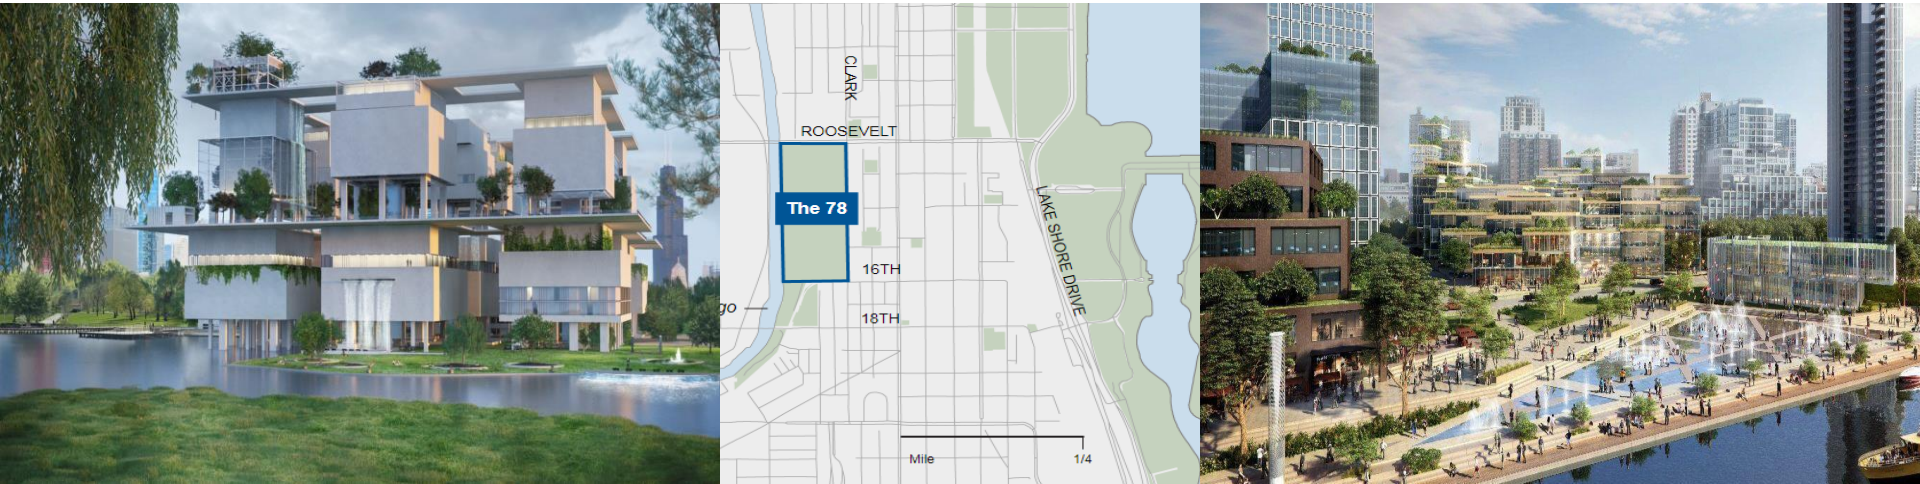 CLARK
ROOSEVELT
The 78
LAKE SHORE DRIVE
16TH
go
18TH
Mile 1/4